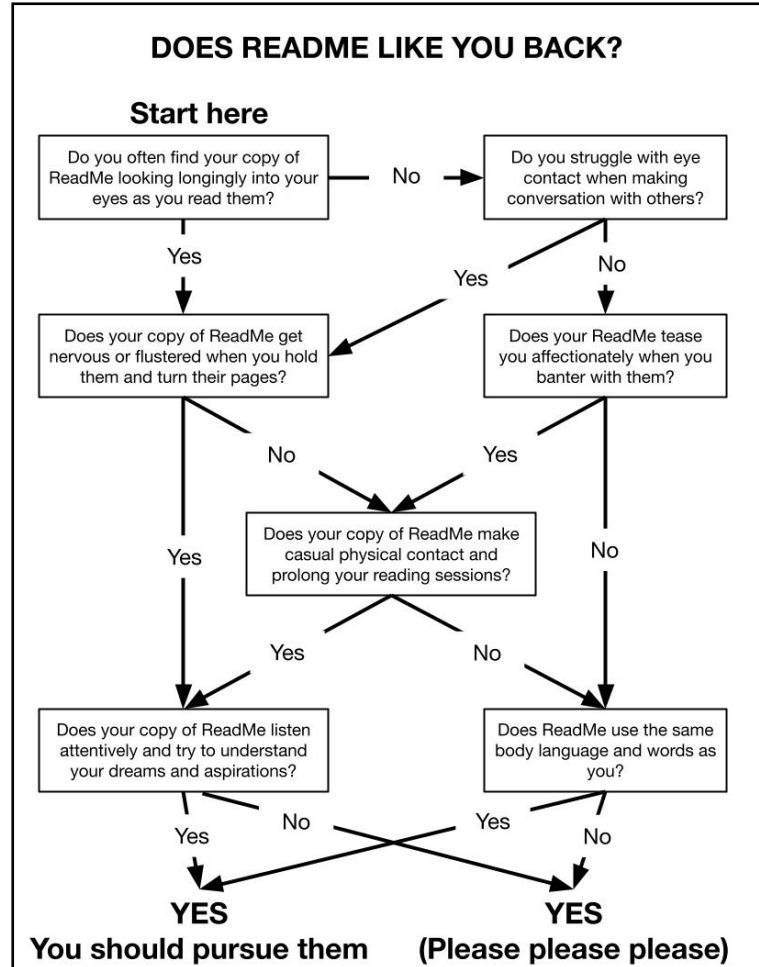 DOES README LIKE YOU BACK?
Start here
Do you often find your copy of
ReadMe looking longingly into your
eyes as you read them?
No
Do you struggle with eye
contact when making
conversation with others?
Yes
Yes
No
Does your copy of ReadMe get
nervous or flustered when you hold
them and turn their pages?
Does your ReadMe tease
you affectionately when you
banter with them?
No
Yes
Yes
No
Does your copy of ReadMe make
casual physical contact and
prolong your reading sessions?
Yes
No
Does your copy of ReadMe listen
attentively and try to understand
your dreams and aspirations?
Does ReadMe use the same
body language and words as
you?
Yes
No
Yes
No
YES
You should pursue them
YES
(Please please please)